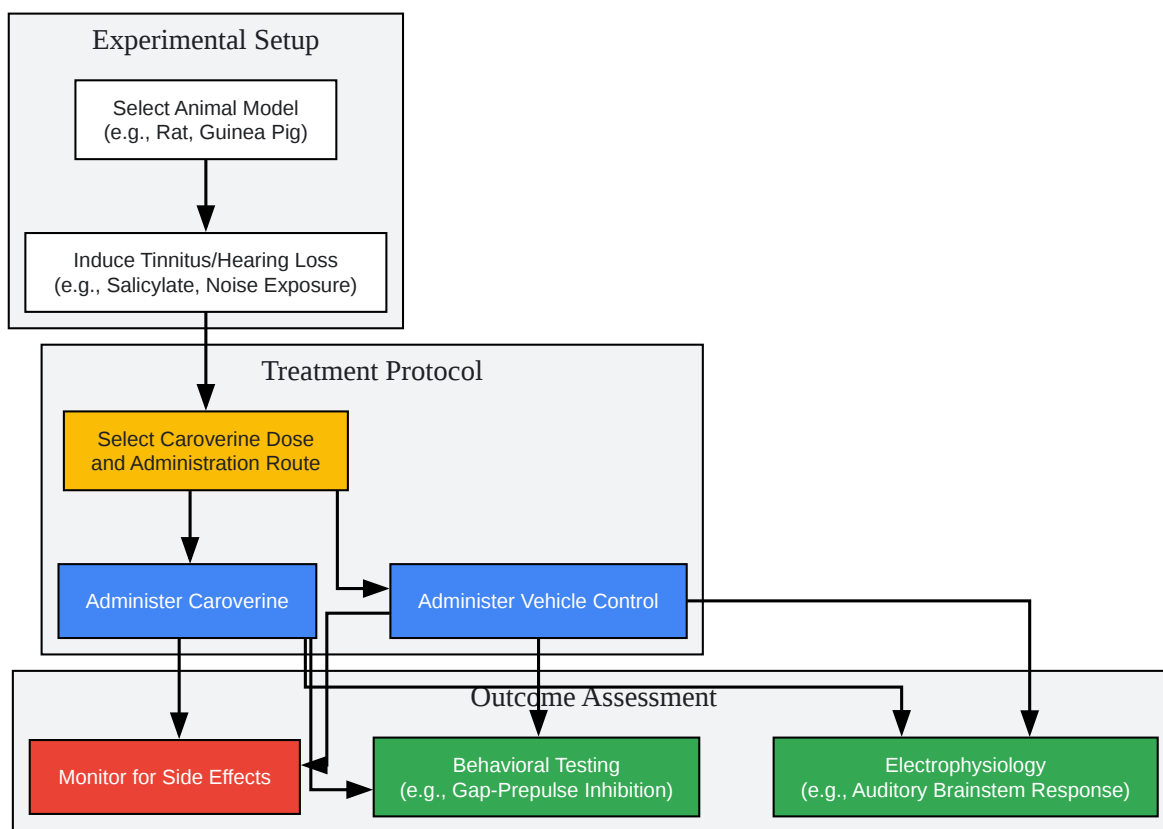 Experimental Setup
Select Animal Model
(e.g., Rat, Guinea Pig)
Induce Tinnitus/Hearing Loss
(e.g., Salicylate, Noise Exposure)
Treatment Protocol
Select Caroverine Dose
and Administration Route
Administer Caroverine
Administer Vehicle Control
Outcome Assessment
Monitor for Side Effects
Behavioral Testing
(e.g., Gap-Prepulse Inhibition)
Electrophysiology
(e.g., Auditory Brainstem Response)